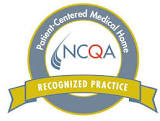 Patient-Centered Medical Home
NCQA
RECOGNIZED PRACTICE